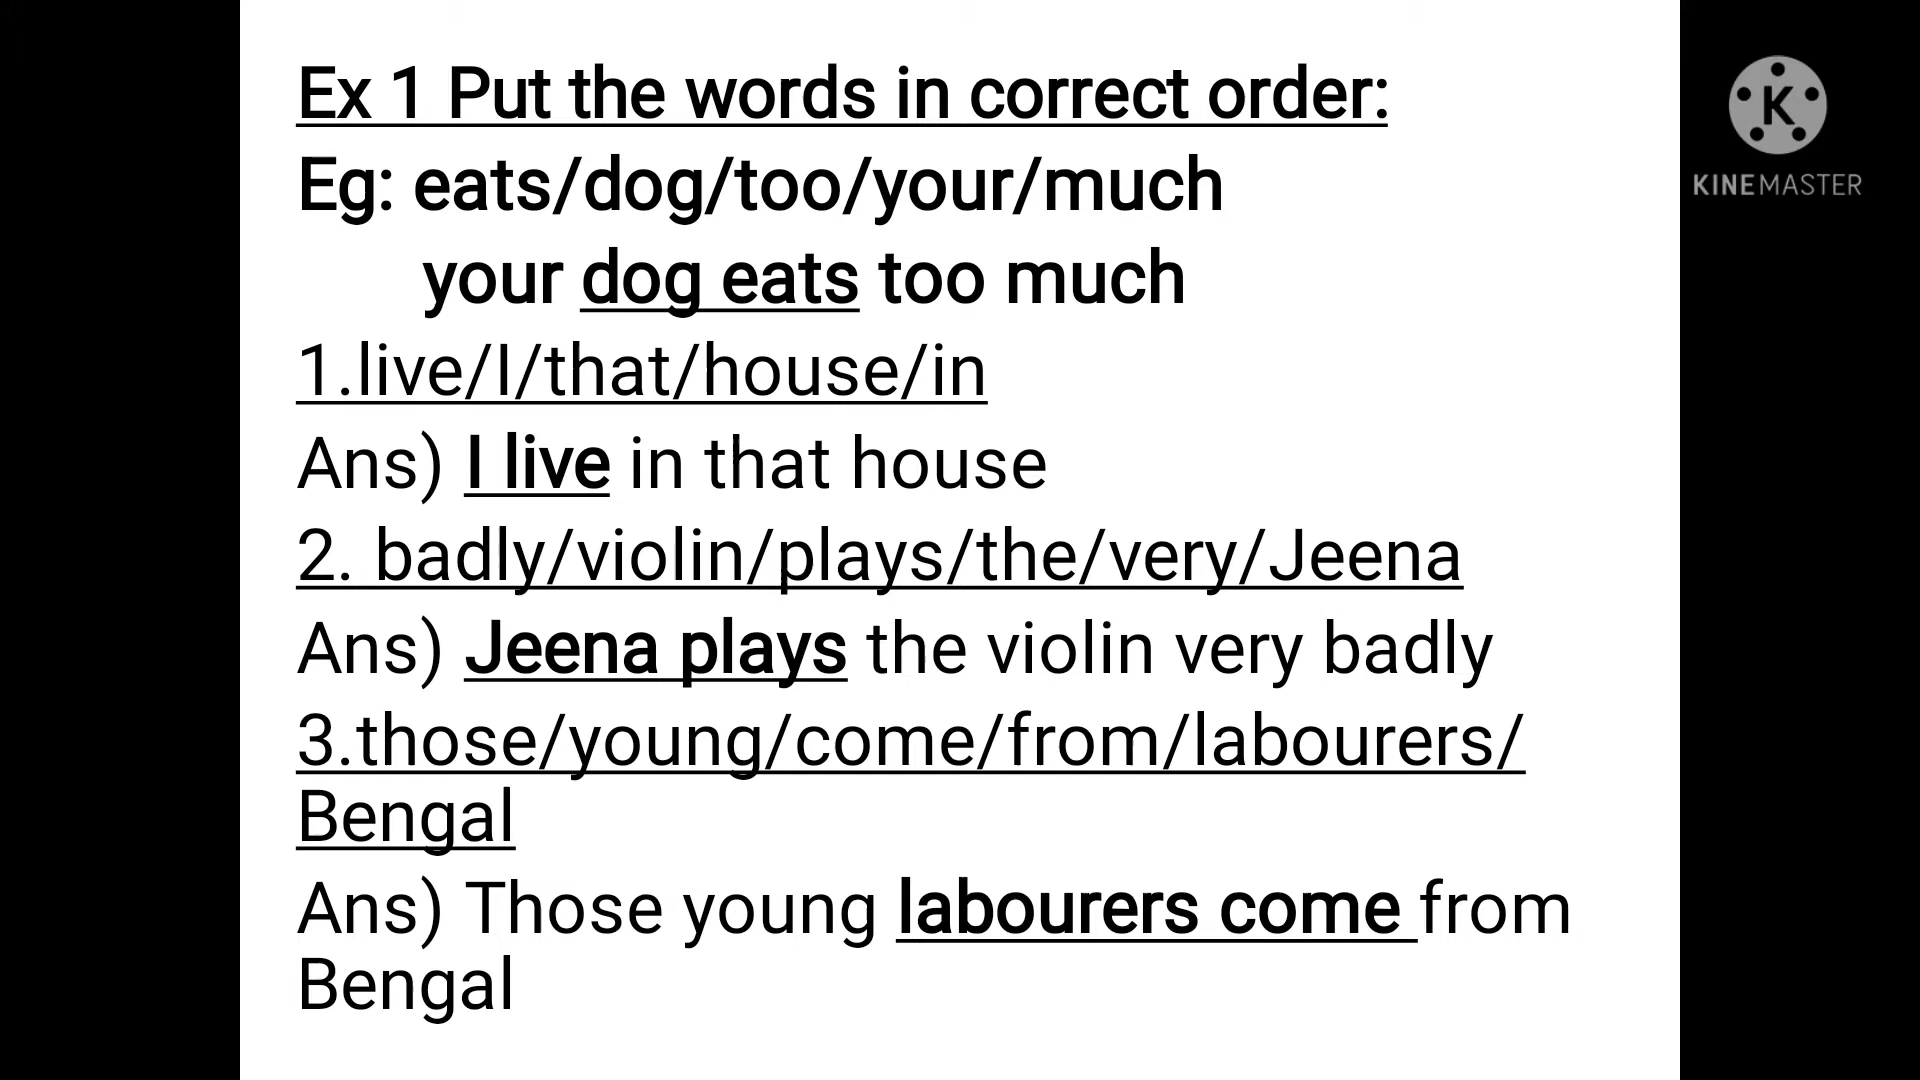 Ex 1 Put the words in correct order:
Eg: eats/dog/too/your/much
your dog eats too much
1.live/I/that/house/in
Ans) I live in that house
2. badly/violin/plays/the/very/Jeena
Ans) Jeena plays the violin very badly
3.those/young/come/from/labourers/
Bengal
Ans) Those young labourers come from
Bengal
K
KINEMASTER